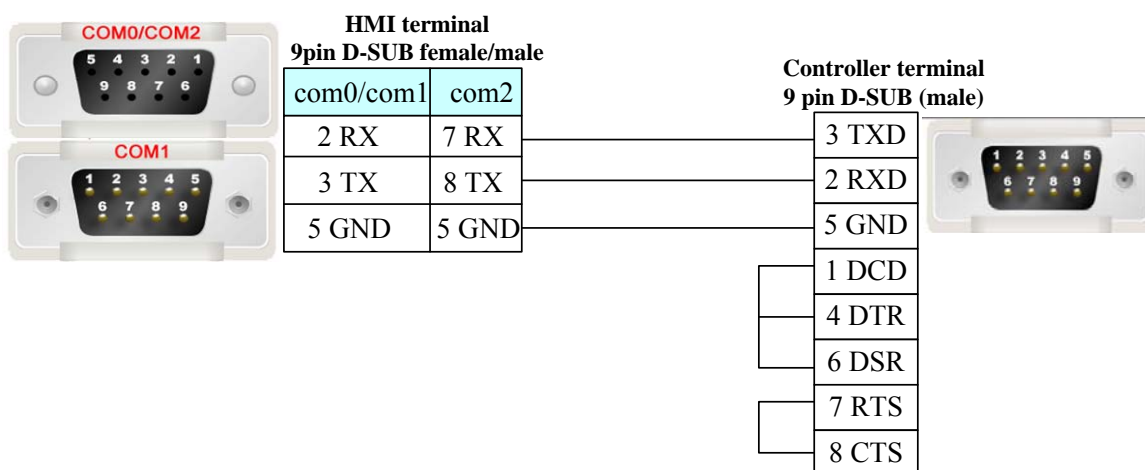 COM0/COM2
5 4 3 2 1
9 8 7 6
COM1
1 2 3 4 5
6 7 8 9
HMI terminal
9pin D-SUB female/male
com0/com1 com2
2 RX 7 RX
3 TX 8 TX
5 GND 5 GND
Controller terminal
9 pin D-SUB (male)
3 TXD
2 RXD
5 GND
1 DCD
4 DTR
6 DSR
7 RTS
8 CTS
1 2 3 4 5
6 7 8 9